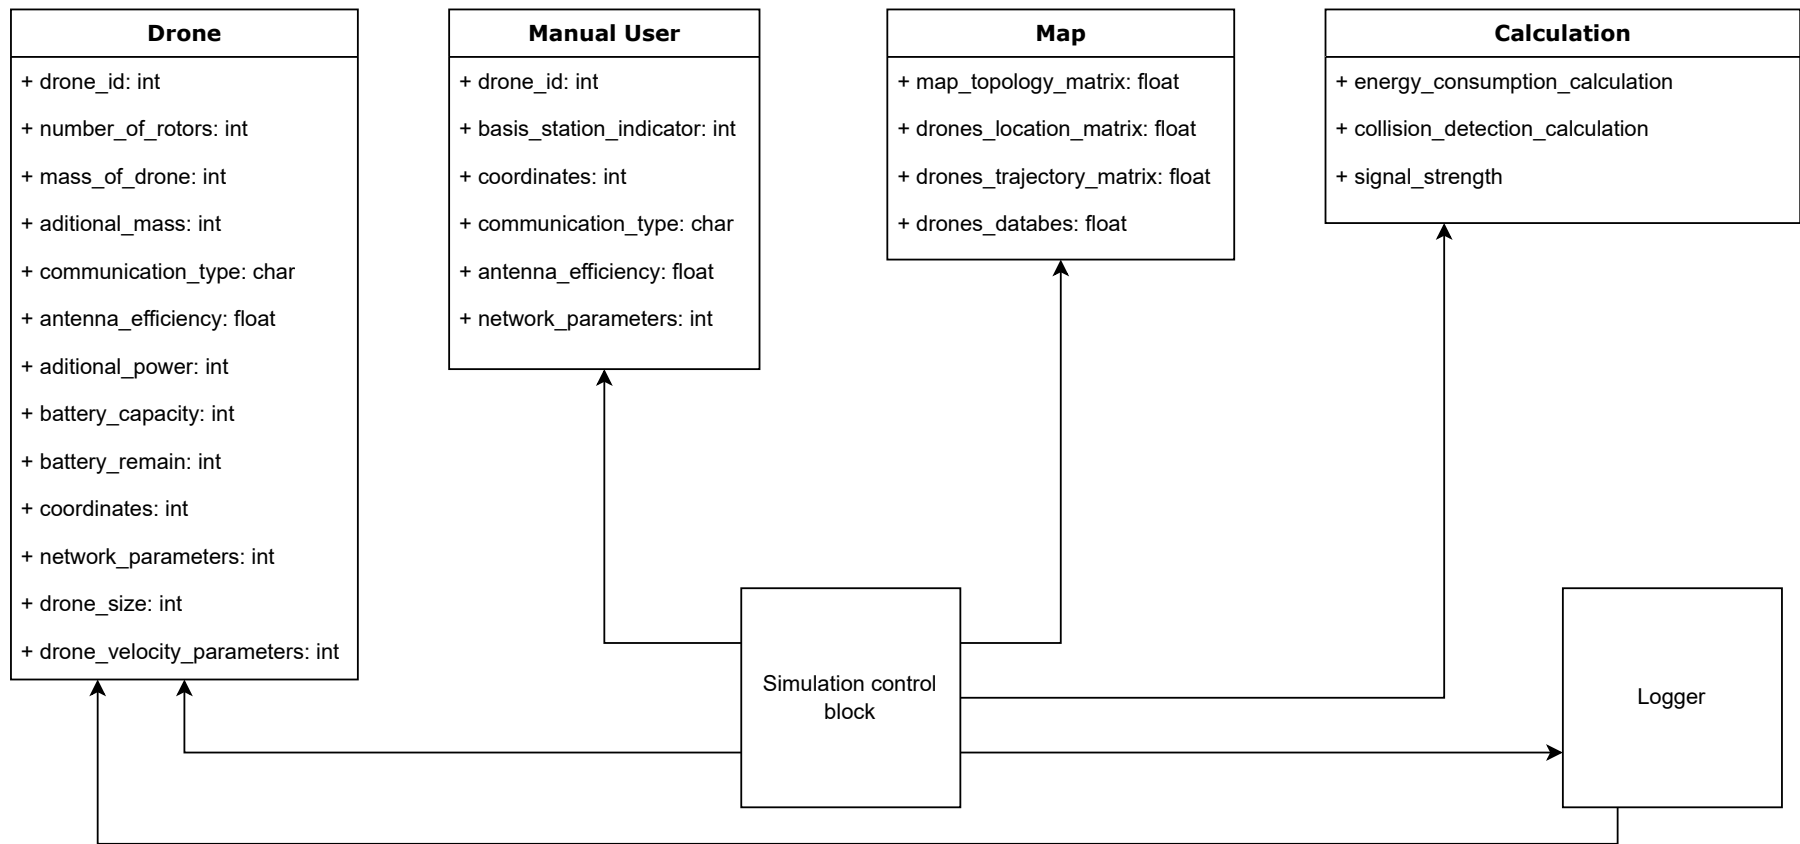 Drone
+ drone_id: int
+ number_of_rotors: int
+ mass_of_drone: int
+ aditional_mass: int
+ communication_type: char
+ antenna_efficiency: float
+ aditional_power: int
+ battery_capacity: int
+ battery_remain: int
+ coordinates: int
+ network_parameters: int
+ drone_size: int
+ drone_velocity_parameters: int
Manual User
+ drone_id: int
+ basis_station_indicator: int
+ coordinates: int
+ communication_type: char
+ antenna_efficiency: float
+ network_parameters: int
Map
+ map_topology_matrix: float
+ drones_location_matrix: float
+ drones_trajectory_matrix: float
+ drones_databes: float
Calculation
+ energy_consumption_calculation
+ collision_detection_calculation
+ signal_strength
Simulation control
block
Logger